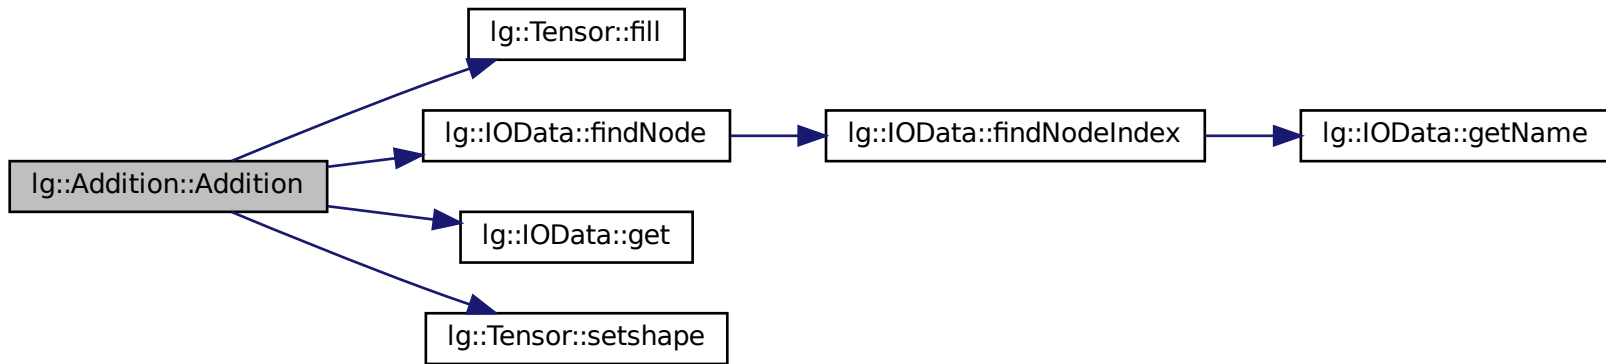 lg::Tensor::fill
lg::IOData::findNode
lg::IOData::findNodeIndex
lg::IOData::getName
lg::Addition::Addition
lg::IOData::get
lg::Tensor::setshape